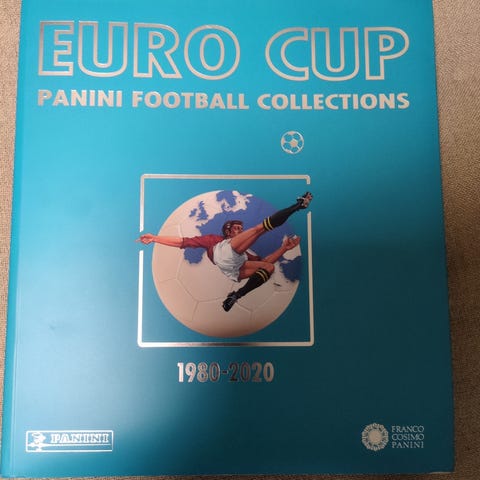 EURO CUP
PANINI FOOTBALL COLLECTIONS
1980-2020
PANINI
FRANCO
COSIMO
PANINI